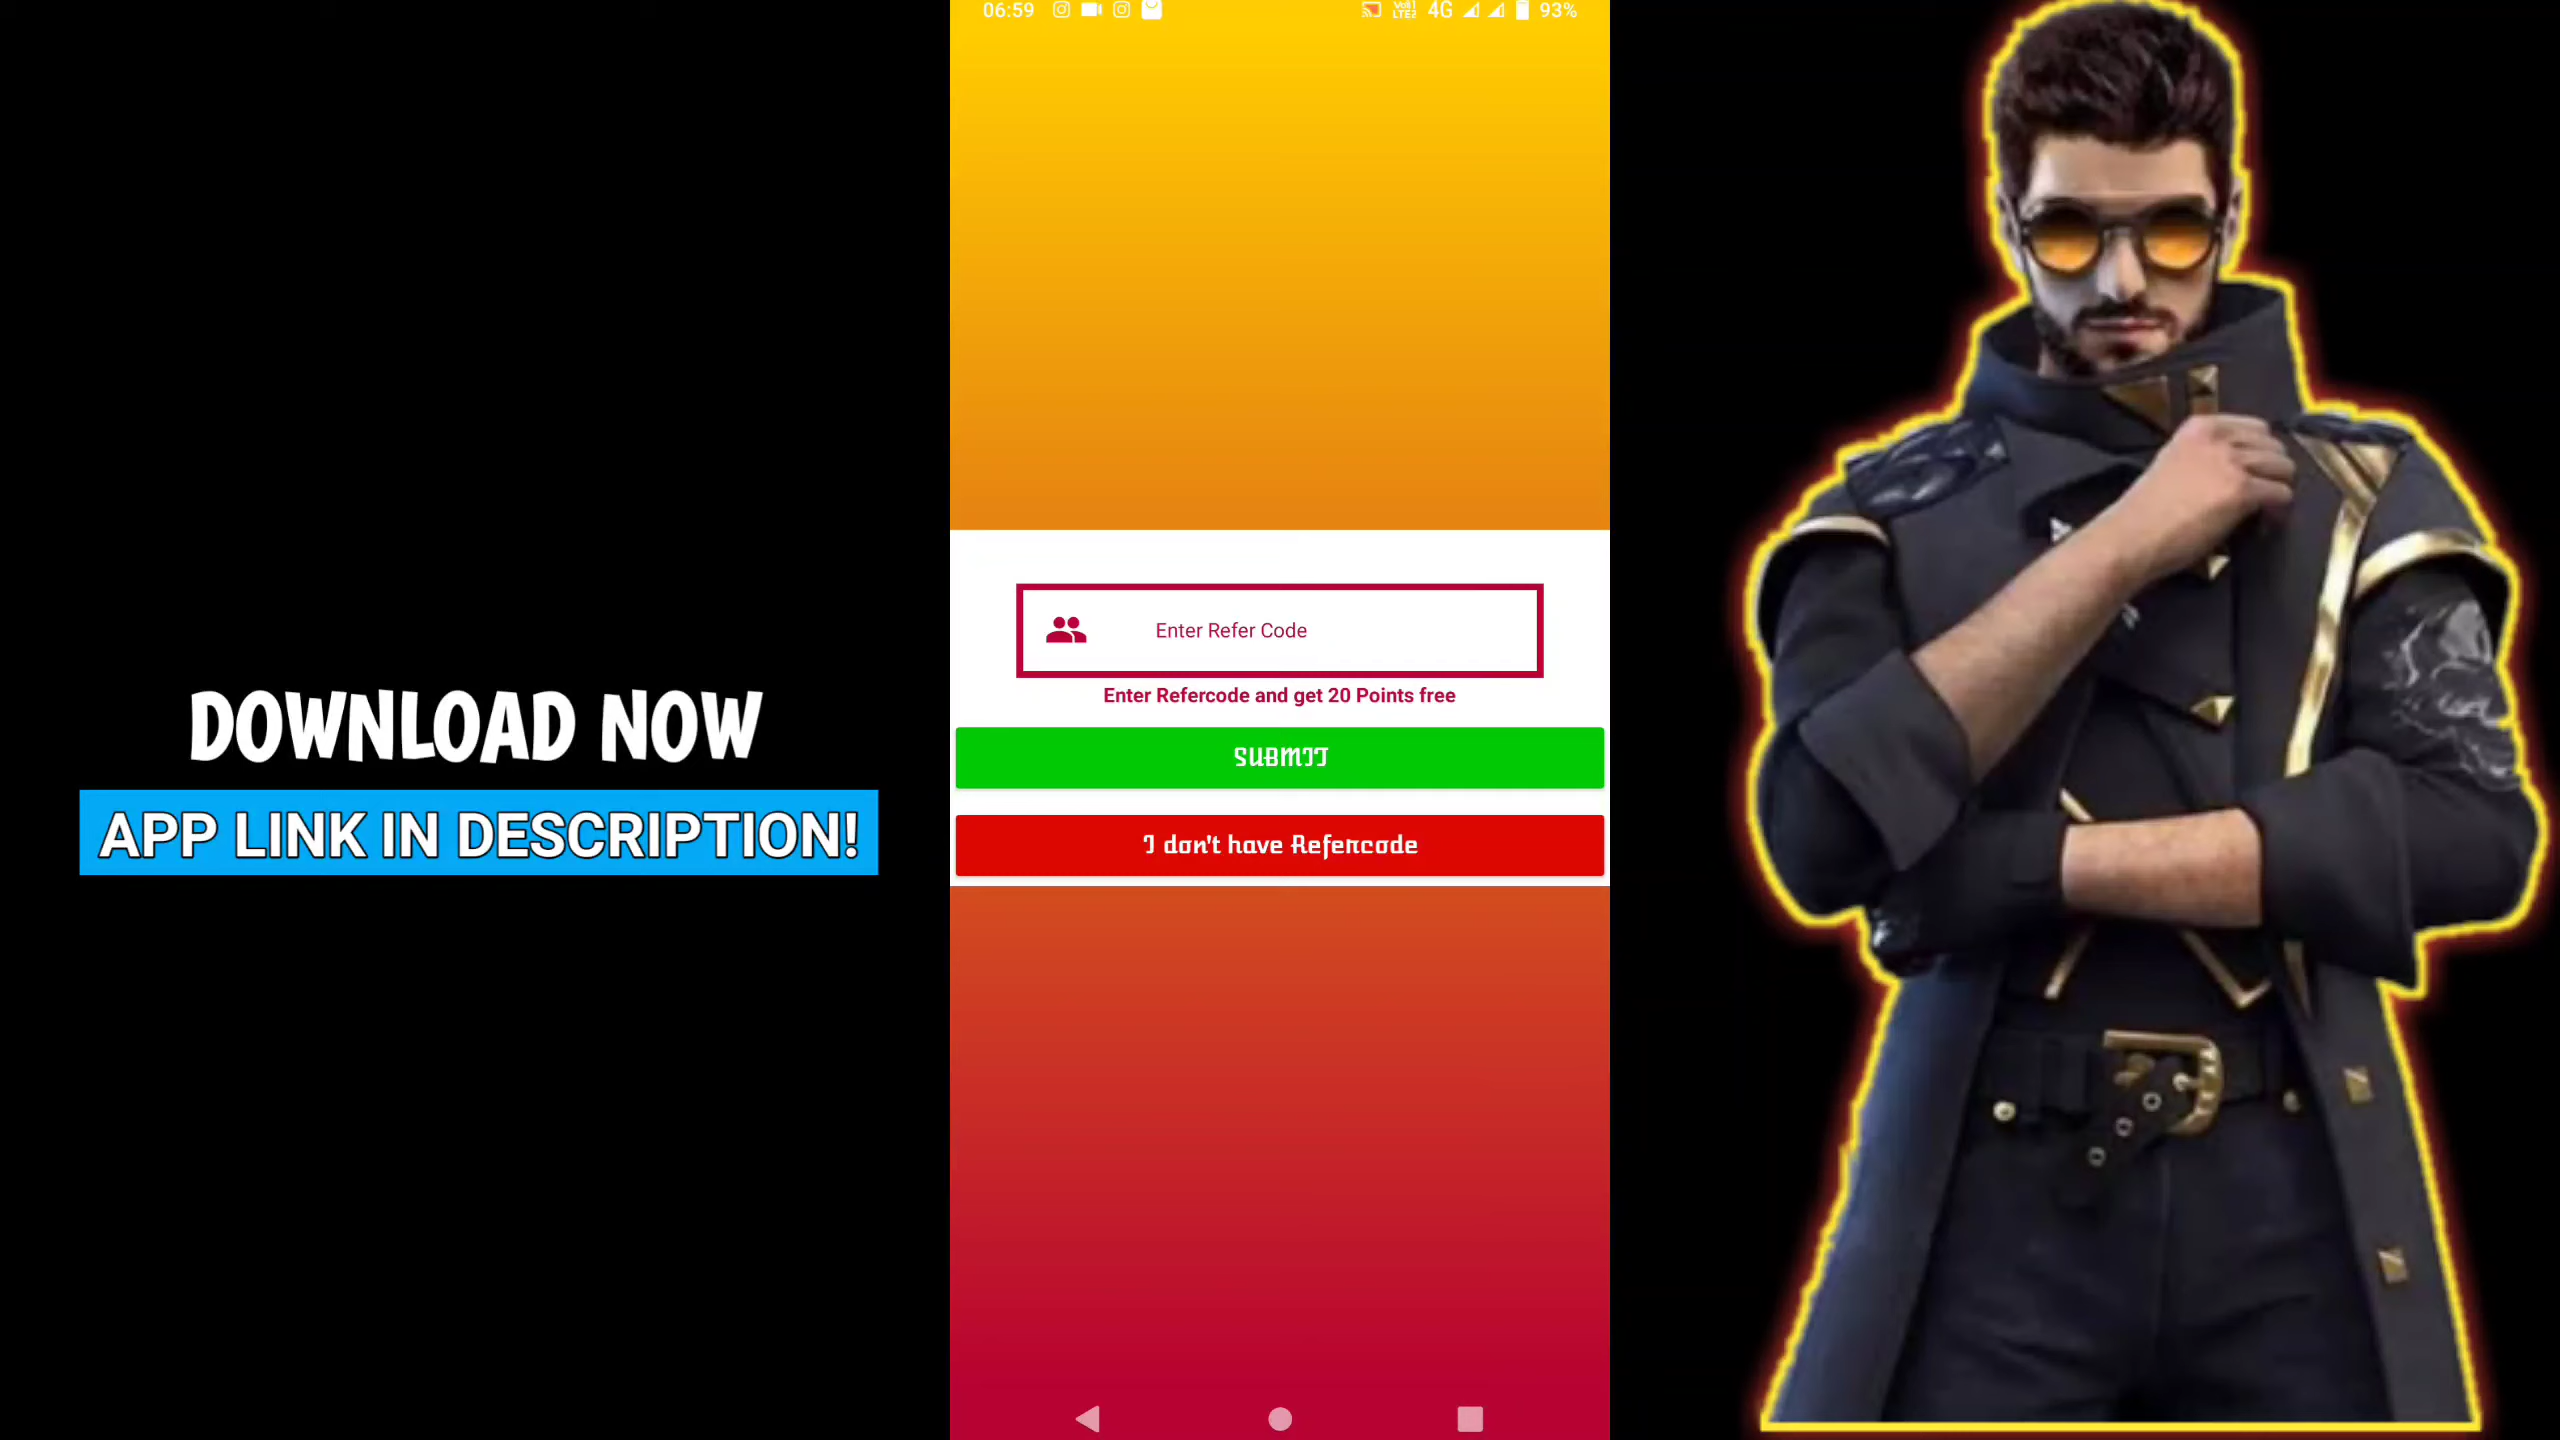 06:59
4G 93%
DOWNLOAD NOW
APP LINK IN DESCRIPTION!
Enter Refer Code
Enter Refercode and get 20 Points free
SUBMIT
I don't have Refercode